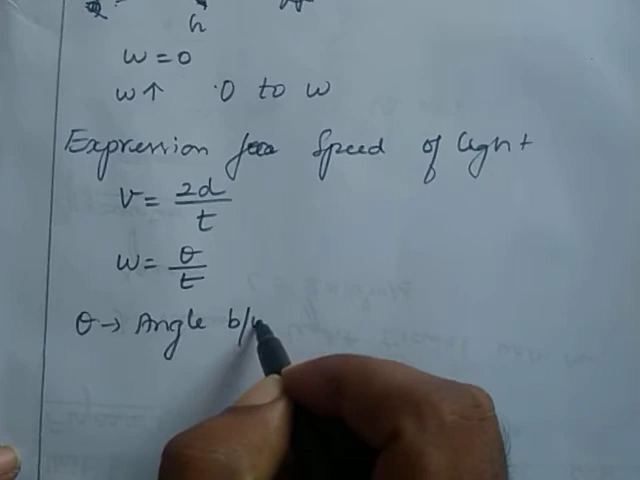 h
ω = 0
ω↑ 0 to ω
Expression for Speed of light
V = 2d/t
ω = θ/t
θ → Angle b/w